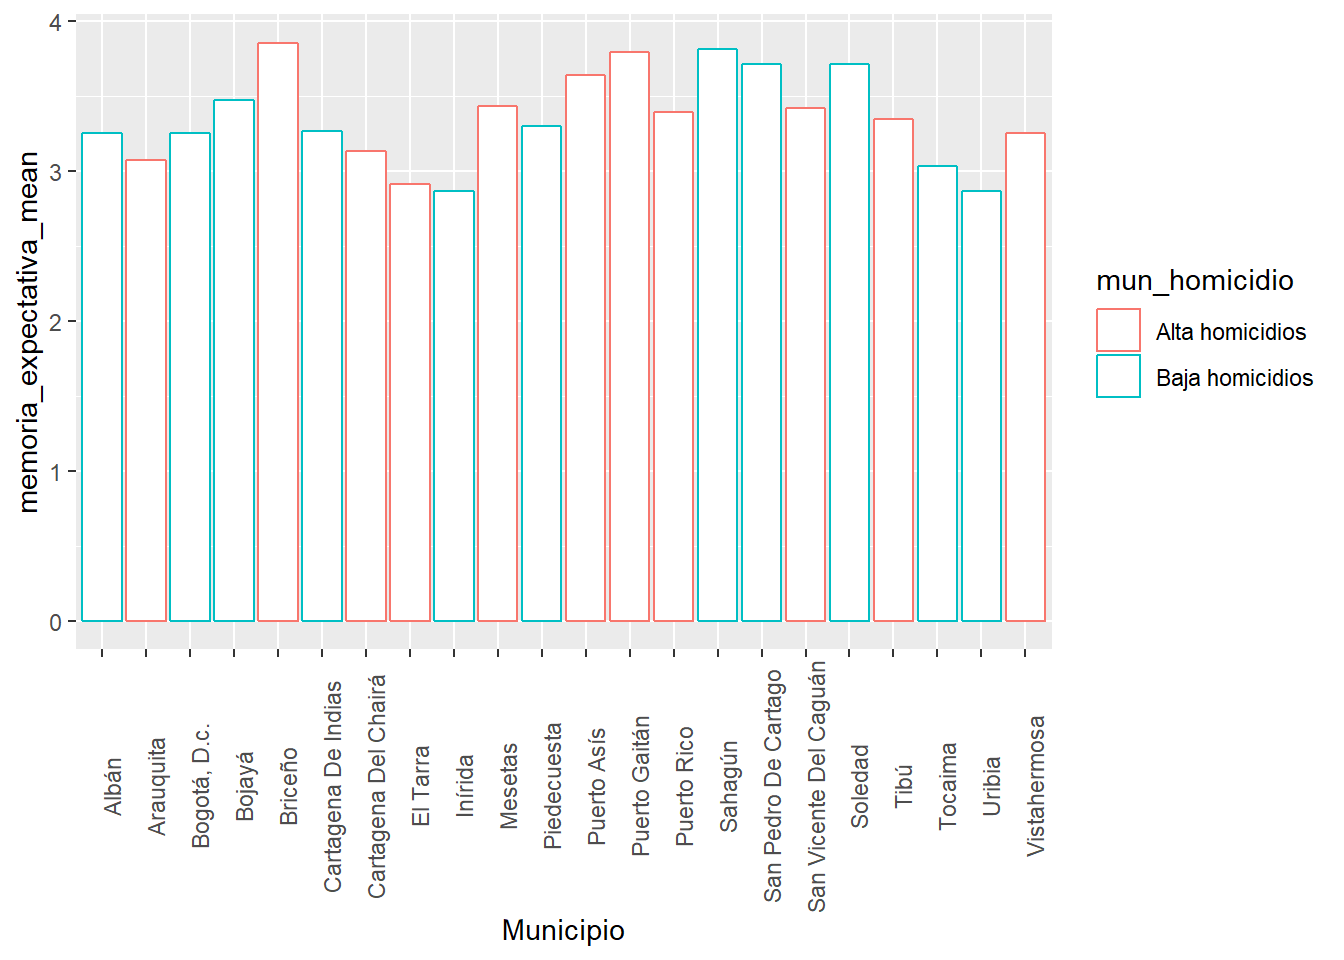 memoria_expectativa_mean
4
3
2
1
0
Albán
Arauquita
Bogotá, D.c.
Bojayá
Briceño
Cartagena De Indias
Cartagena Del Chairá
El Tarra
Inírida
Mesetas
Piedecuesta
Puerto Asís
Puerto Gaitán
Puerto Rico
Sahagún
San Pedro De Cartago
San Vicente Del Caguán
Soledad
Tibú
Tocaima
Uribia
Vistahermosa
Municipio
mun_homicidio
Alta homicidios
Baja homicidios